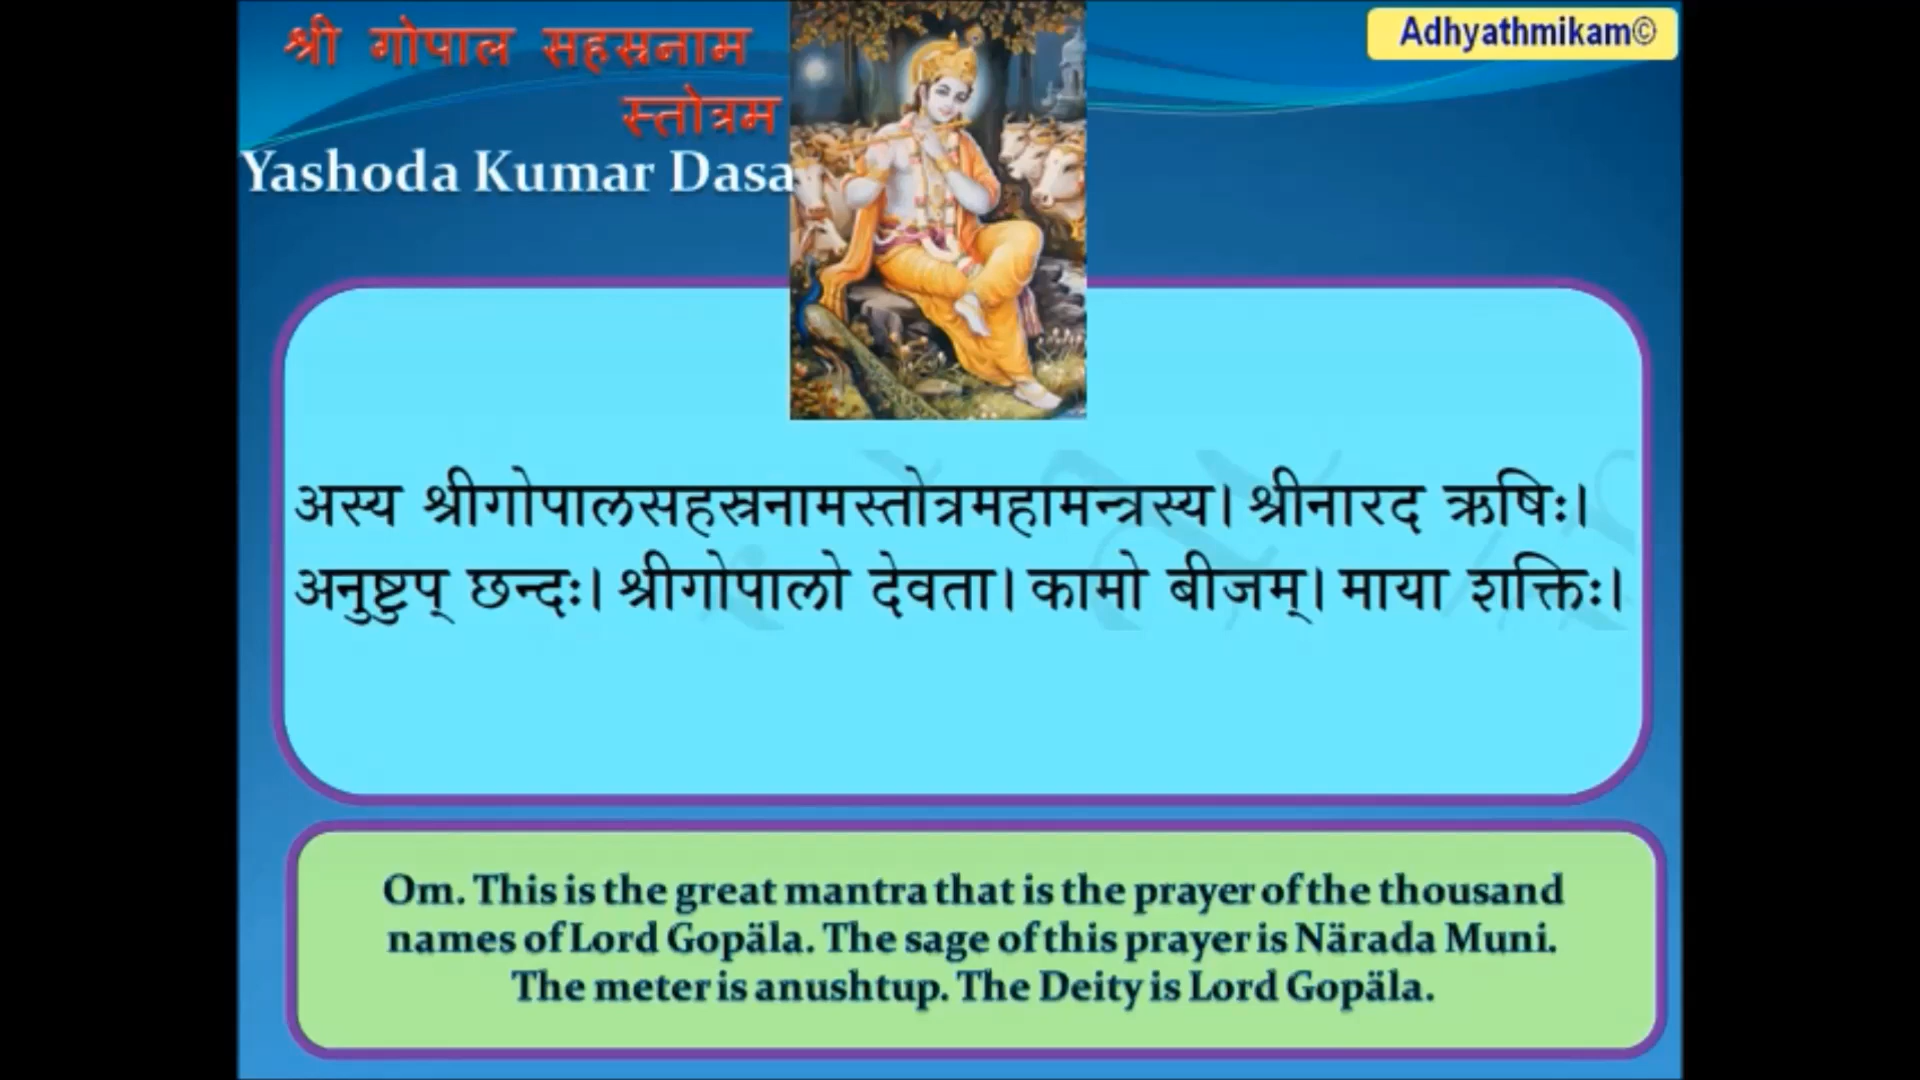 श्री गोपाल सहस्रनाम
स्तोत्रम
Yashoda Kumar Dasa
Adhyathmikam©
अस्य श्रीगोपालसहस्रनामस्तोत्रमहामन्त्रस्य। श्रीनारद ऋषिः।
अनुष्टुप् छन्दः। श्रीगोपालो देवता। कामो बीजम्। माया शक्तिः।
Om. This is the great mantra that is the prayer of the thousand
names of Lord Gopäla. The sage of this prayer is Närada Muni.
The meter is anushtup. The Deity is Lord Gopäla.